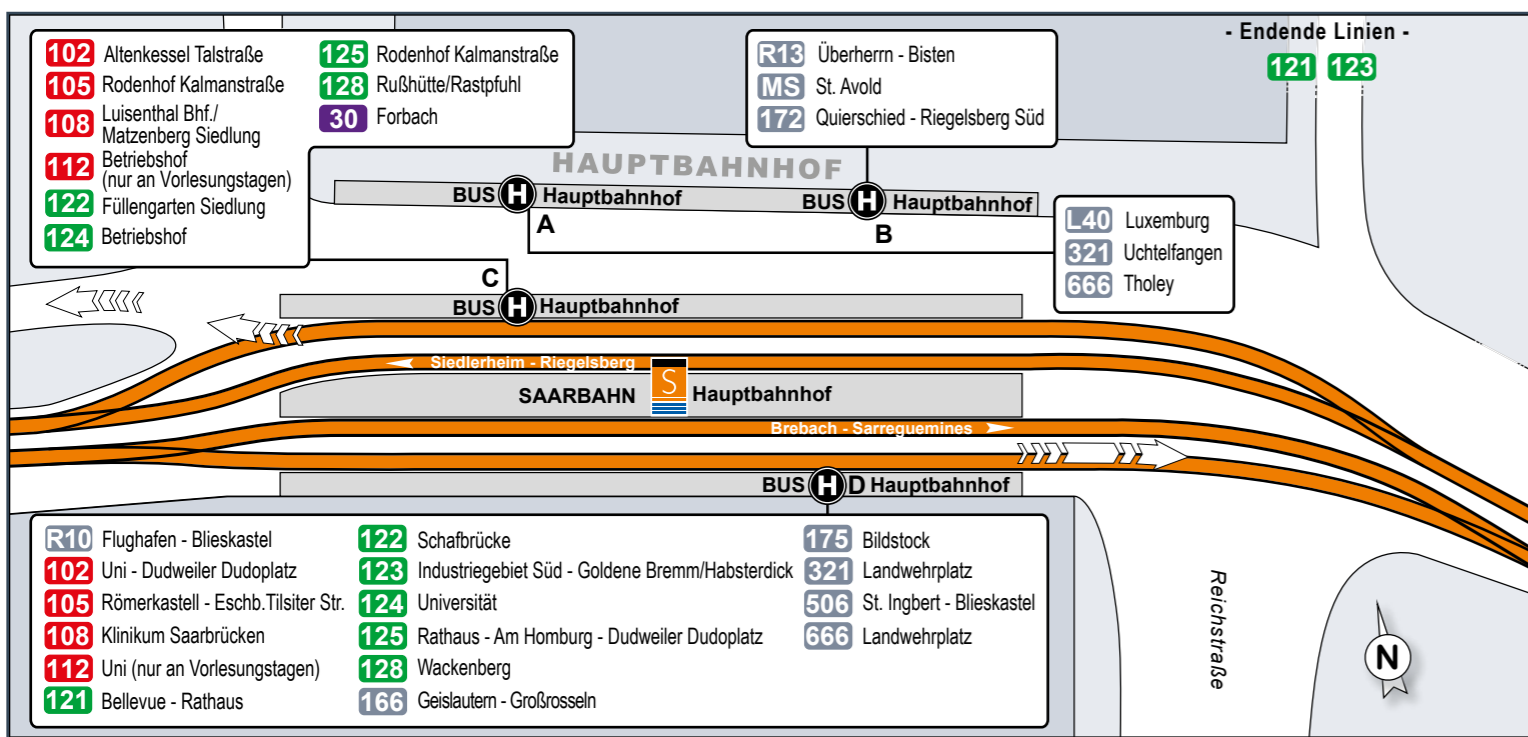 - Endende Linien -
121 123
102 Altenkessel Talstraße
105 Rodenhof Kalmanstraße
108 Luisenthal Bhf./
Matzenberg Siedlung
112 Betriebshof
(nur an Vorlesungstagen)
122 Füllengarten Siedlung
124 Betriebshof
125 Rodenhof Kalmanstraße
128 Rußhütte/Rastpfuhl
30 Forbach
R13 Überherrn - Bisten
MS St. Avold
172 Quierschied - Riegelsberg Süd
HAUPTBAHNHOF
BUS H Hauptbahnhof
A
BUS H Hauptbahnhof
B
L40 Luxemburg
321 Uchtelfangen
666 Tholey
C
BUS H Hauptbahnhof
Siedlerheim - Riegelsberg
SAARBAHN S Hauptbahnhof
Brebach - Sarreguemines
BUS H D Hauptbahnhof
R10 Flughafen - Blieskastel
102 Uni - Dudweiler Dudoplatz
105 Römerkastell - Eschb.Tilsiter Str.
108 Klinikum Saarbrücken
112 Uni (nur an Vorlesungstagen)
121 Bellevue - Rathaus
122 Schafbrücke
123 Industriegebiet Süd - Goldene Bremm/Habsterdick
124 Universität
125 Rathaus - Am Homburg - Dudweiler Dudoplatz
128 Wackenberg
166 Geislautern - Großrosseln
175 Bildstock
321 Landwehrplatz
506 St. Ingbert - Blieskastel
666 Landwehrplatz
Reichstraße
N